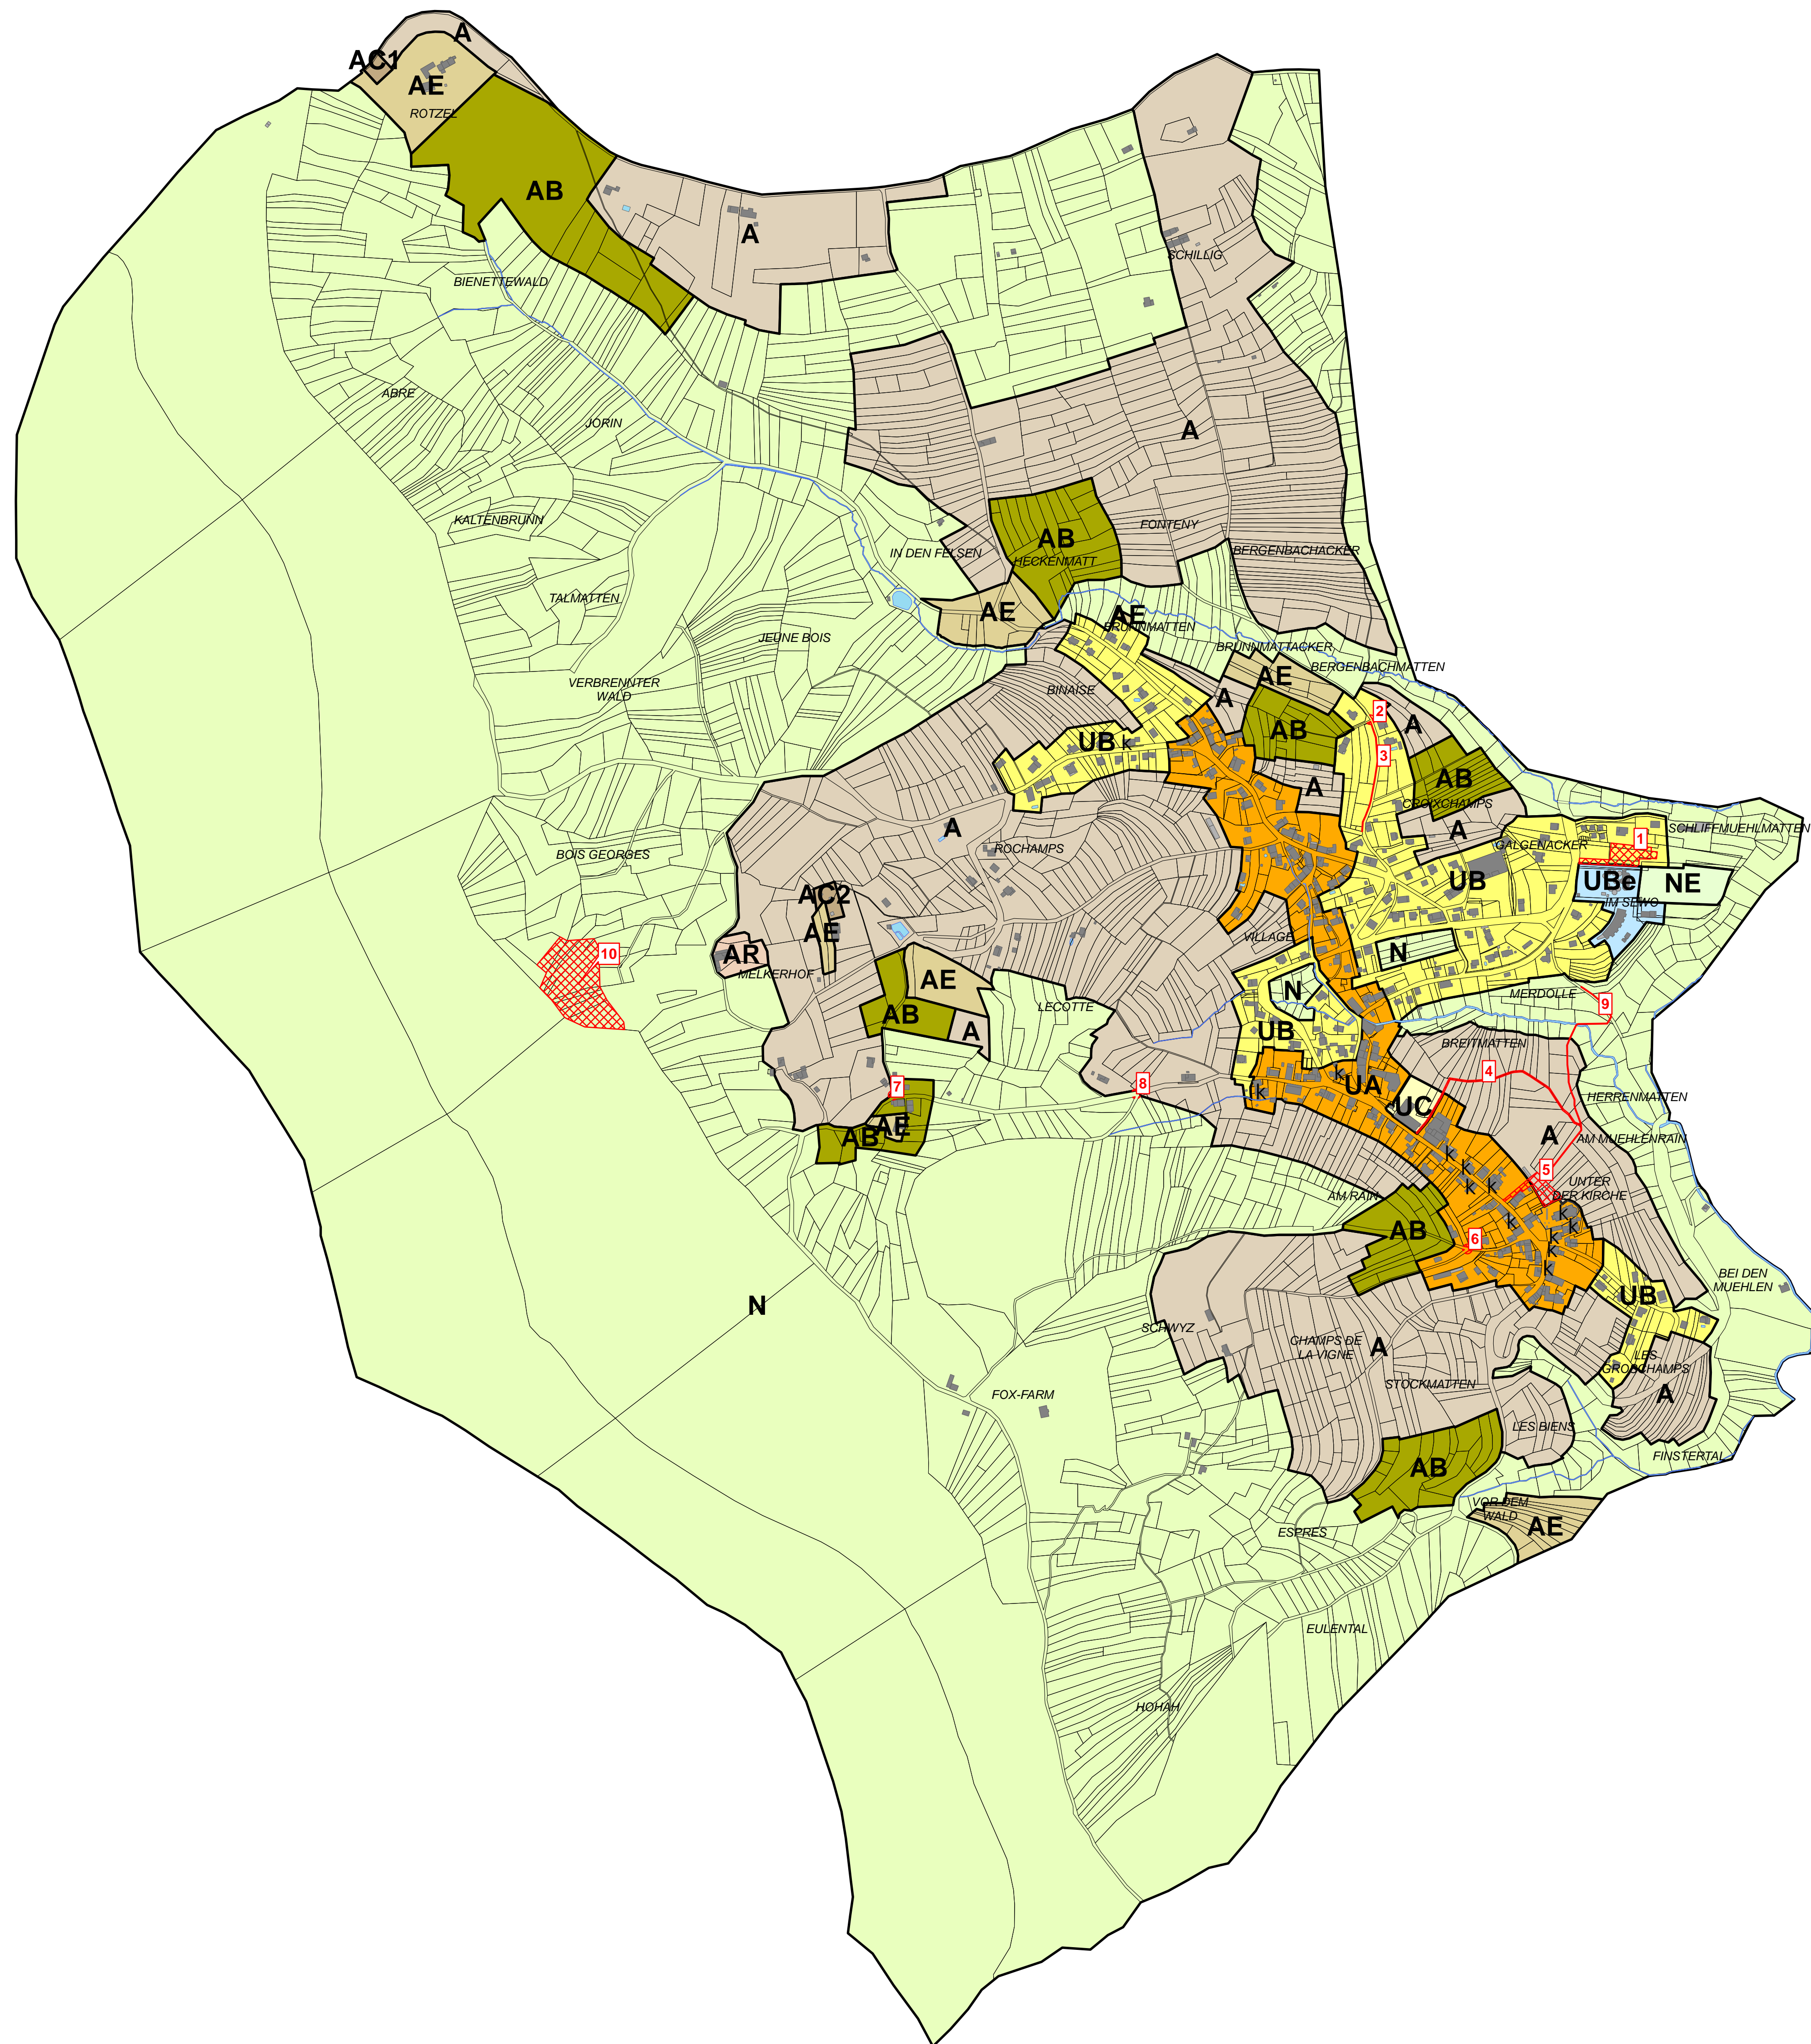 A
AC1
AE
ROTZEL
AB
A
SCHILLIG
BIENETTEWALD
ABRE
JORIN
A
KALTENBRUNN
FONTENY
AB
IN DEN FELSEN
BERGENBACHACKER
HECKENMATT
TALMATTEN
AE
AE
BRUNNMATTEN
JEUNE BOIS
BRUNNMATTACKER
BERGENBACHMATTEN
AE
VERBRENNTER
WALD
BINAISE
A
2
A
AB
UB
k
3
AB
A
CROIXCHAMPS
A
A
SCHLIFFMUEHLMATTEN
1
GALGENACKER
ROCHAMPS
BOIS GEORGES
UB
UBe
NE
AC2
IM SEWO
AE
VILLAGE
10
AR
N
MELKERHOF
AE
N
MERDOLLE
LECOTTE
9
AB
A
UB
BREITMATTEN
4
k
7
8
UA
k
UC
HERRENMATTEN
AE
AB
A
AM MUEHLENRAIN
k
k
5
k
k
UNTER
DER KIRCHE
AM RAIN
k
k
k
AB
k
6
k
k
BEI DEN
MUEHLEN
UB
N
SCHWYZ
CHAMPS DE
LA VIGNE
A
LES
GROBCHAMPS
STOCKMATTEN
FOX-FARM
A
LES BIENS
FINSTERTAL
AB
VOR DEM
WALD
ESPRES
AE
EULENTAL
HOHAH